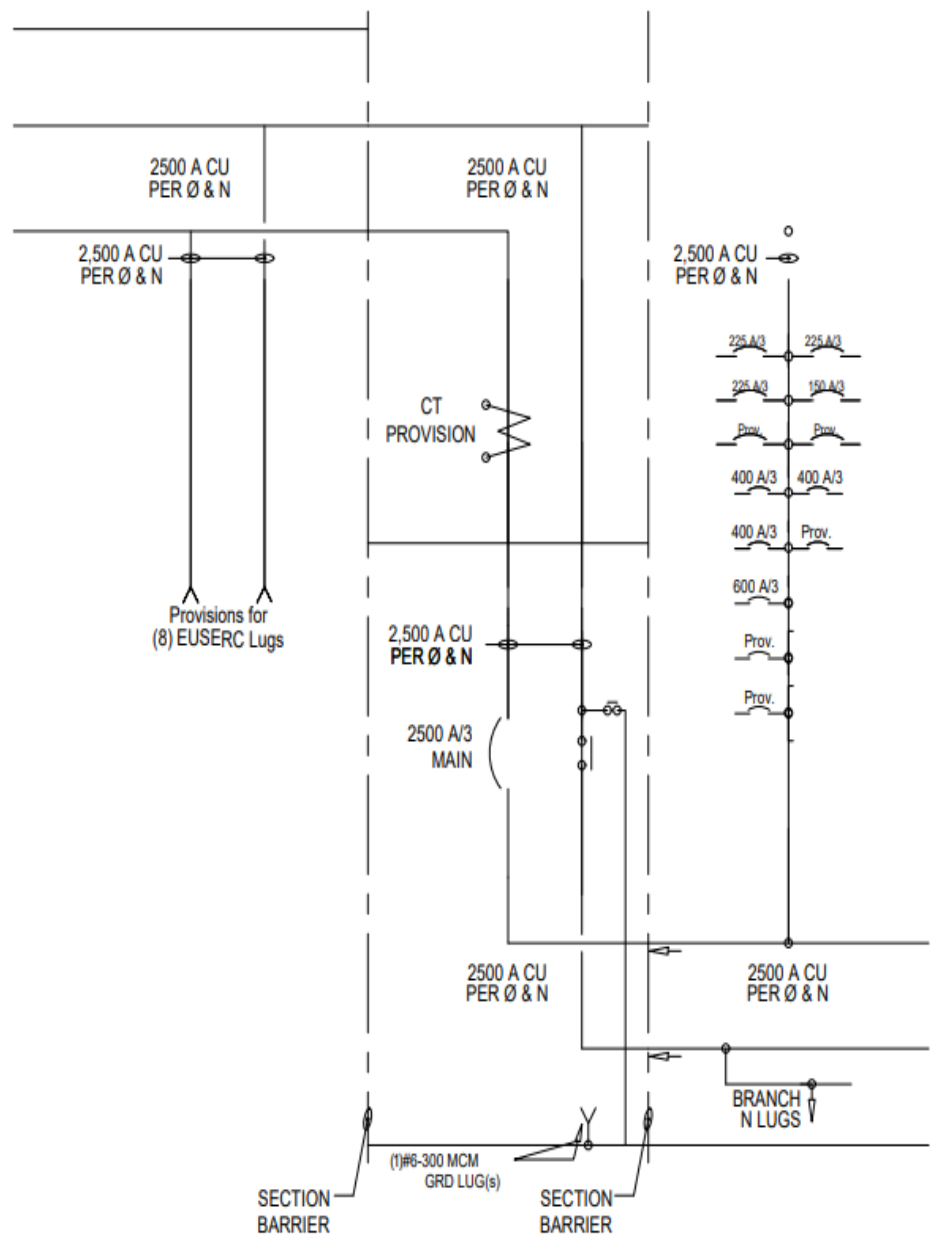 2500 A CU
PER Ø & N
2500 A CU
PER Ø & N
2,500 A CU
PER Ø & N
2,500 A CU
PER Ø & N
225 A/3
225 A/3
225 A/3
150 A/3
CT
PROVISION
Prov.
Prov.
400 A/3
400 A/3
400 A/3
Prov.
600 A/3
Provisions for
(8) EUSERC Lugs
2,500 A CU
PER Ø & N
Prov.
Prov.
2500 A/3
MAIN
2500 A CU
PER Ø & N
2500 A CU
PER Ø & N
BRANCH
N LUGS
(1)#6-300 MCM
GRD LUG(s)
SECTION
BARRIER
SECTION
BARRIER